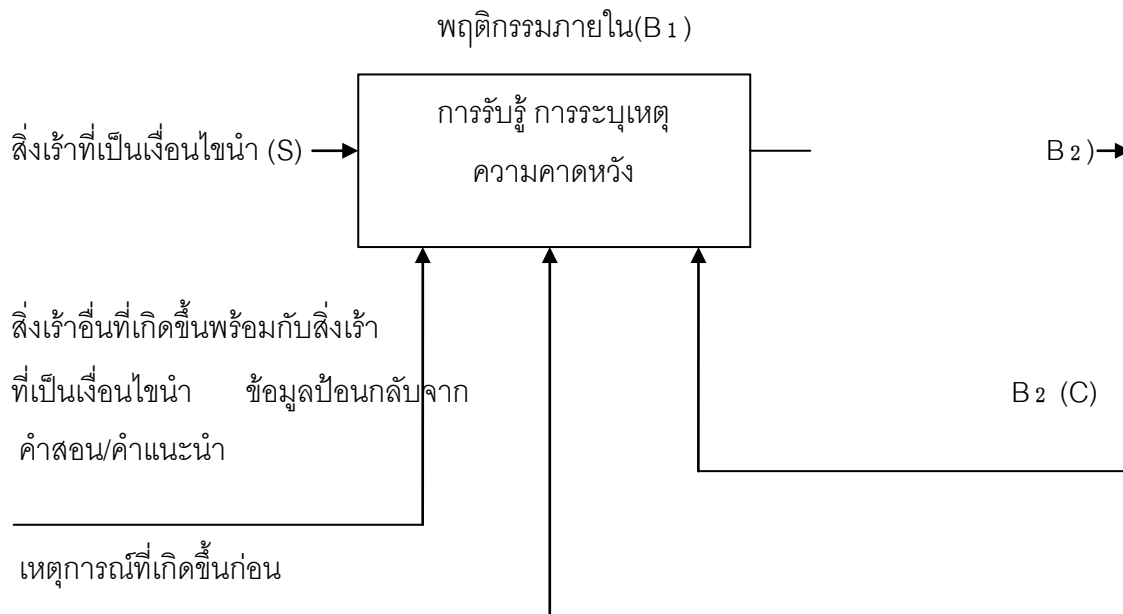 พฤติกรรมภายใน(B 1 )
การรับรู้ การระบุเหตุ
ความคาดหวัง
สิ่งเร้าที่เป็นเงื่อนไขนำ (S)
B 2 )
สิ่งเร้าอื่นที่เกิดขึ้นพร้อมกับสิ่งเร้า
ที่เป็นเงื่อนไขนำ ข้อมูลป้อนกลับจาก
B 2 (C)
คำสอน/คำแนะนำ
เหตุการณ์ที่เกิดขึ้นก่อน